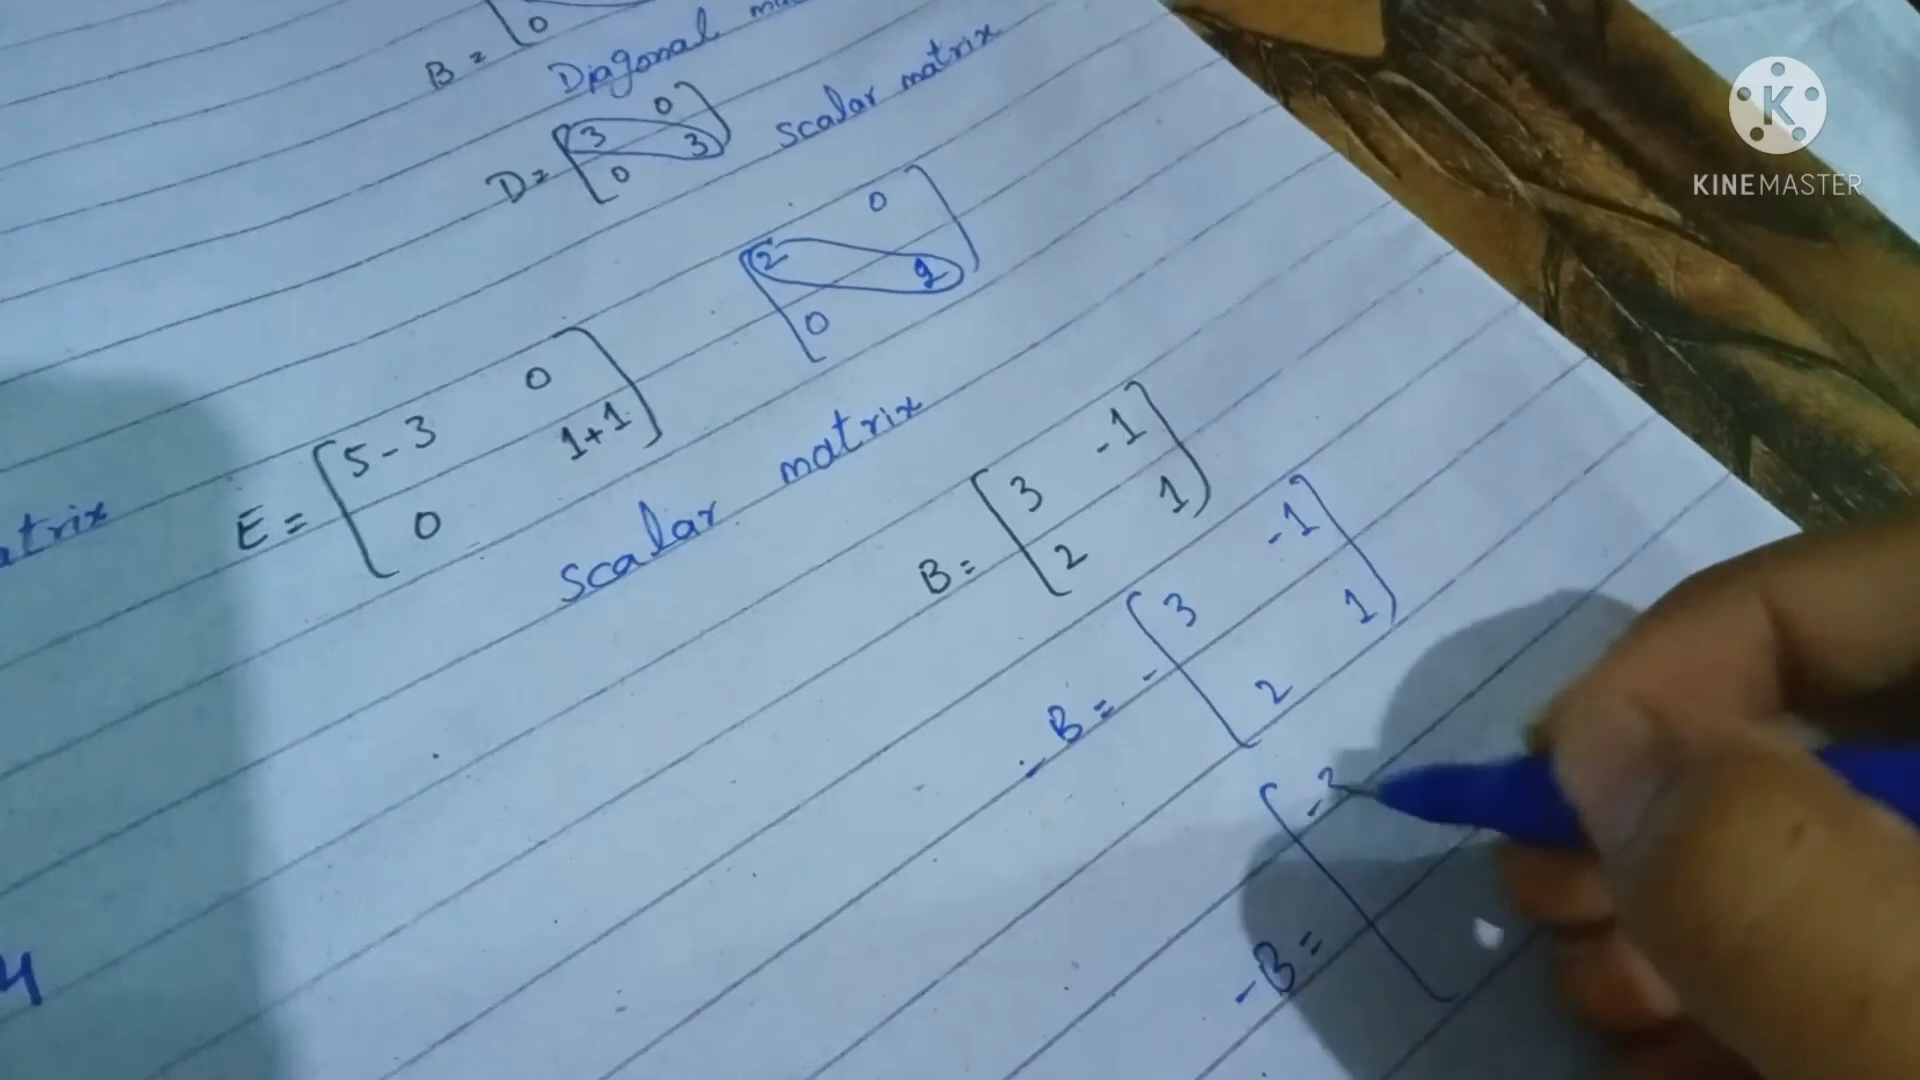 B = 0
Diagonal
D = [3 0
0 3]
scalar matrix
[2 0
0 2]
atrix
E = [5-3 0
0 1+1]
scalar matrix
B = [3 -1
2 1]
-B = -[3 -1
2 1]
-B = [-3
4
K
KINEMASTER